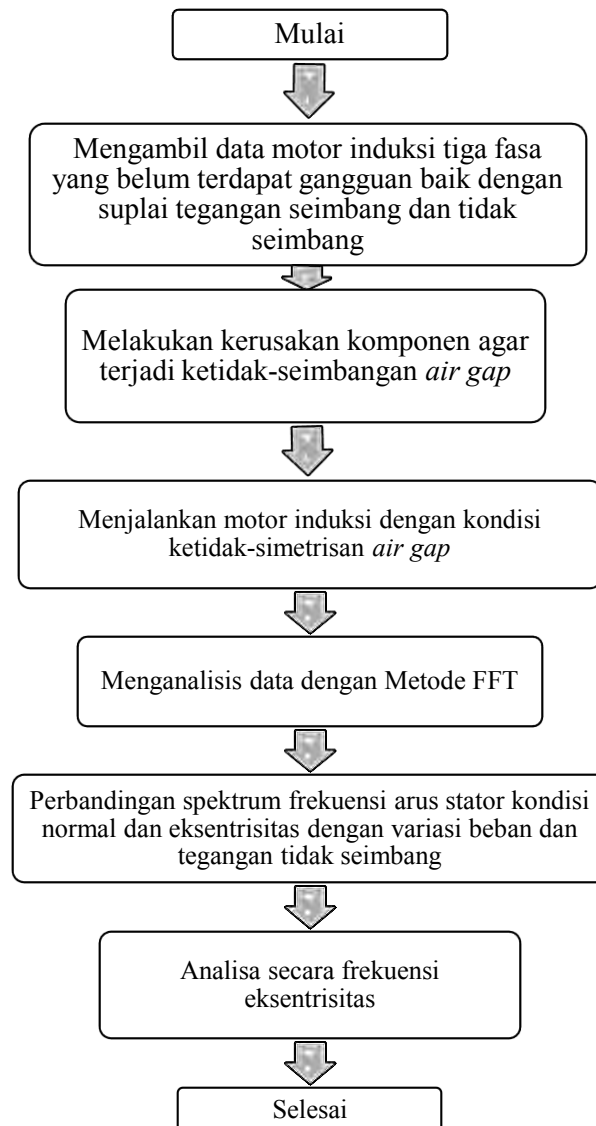 Mulai
Mengambil data motor induksi tiga fasa
yang belum terdapat gangguan baik dengan
suplai tegangan seimbang dan tidak
seimbang
Melakukan kerusakan komponen agar
terjadi ketidak-seimbangan air gap
Menjalankan motor induksi dengan kondisi
ketidak-simetrisan air gap
Menganalisis data dengan Metode FFT
Perbandingan spektrum frekuensi arus stator kondisi
normal dan eksentrisitas dengan variasi beban dan
tegangan tidak seimbang
Analisa secara frekuensi
eksentrisitas
Selesai